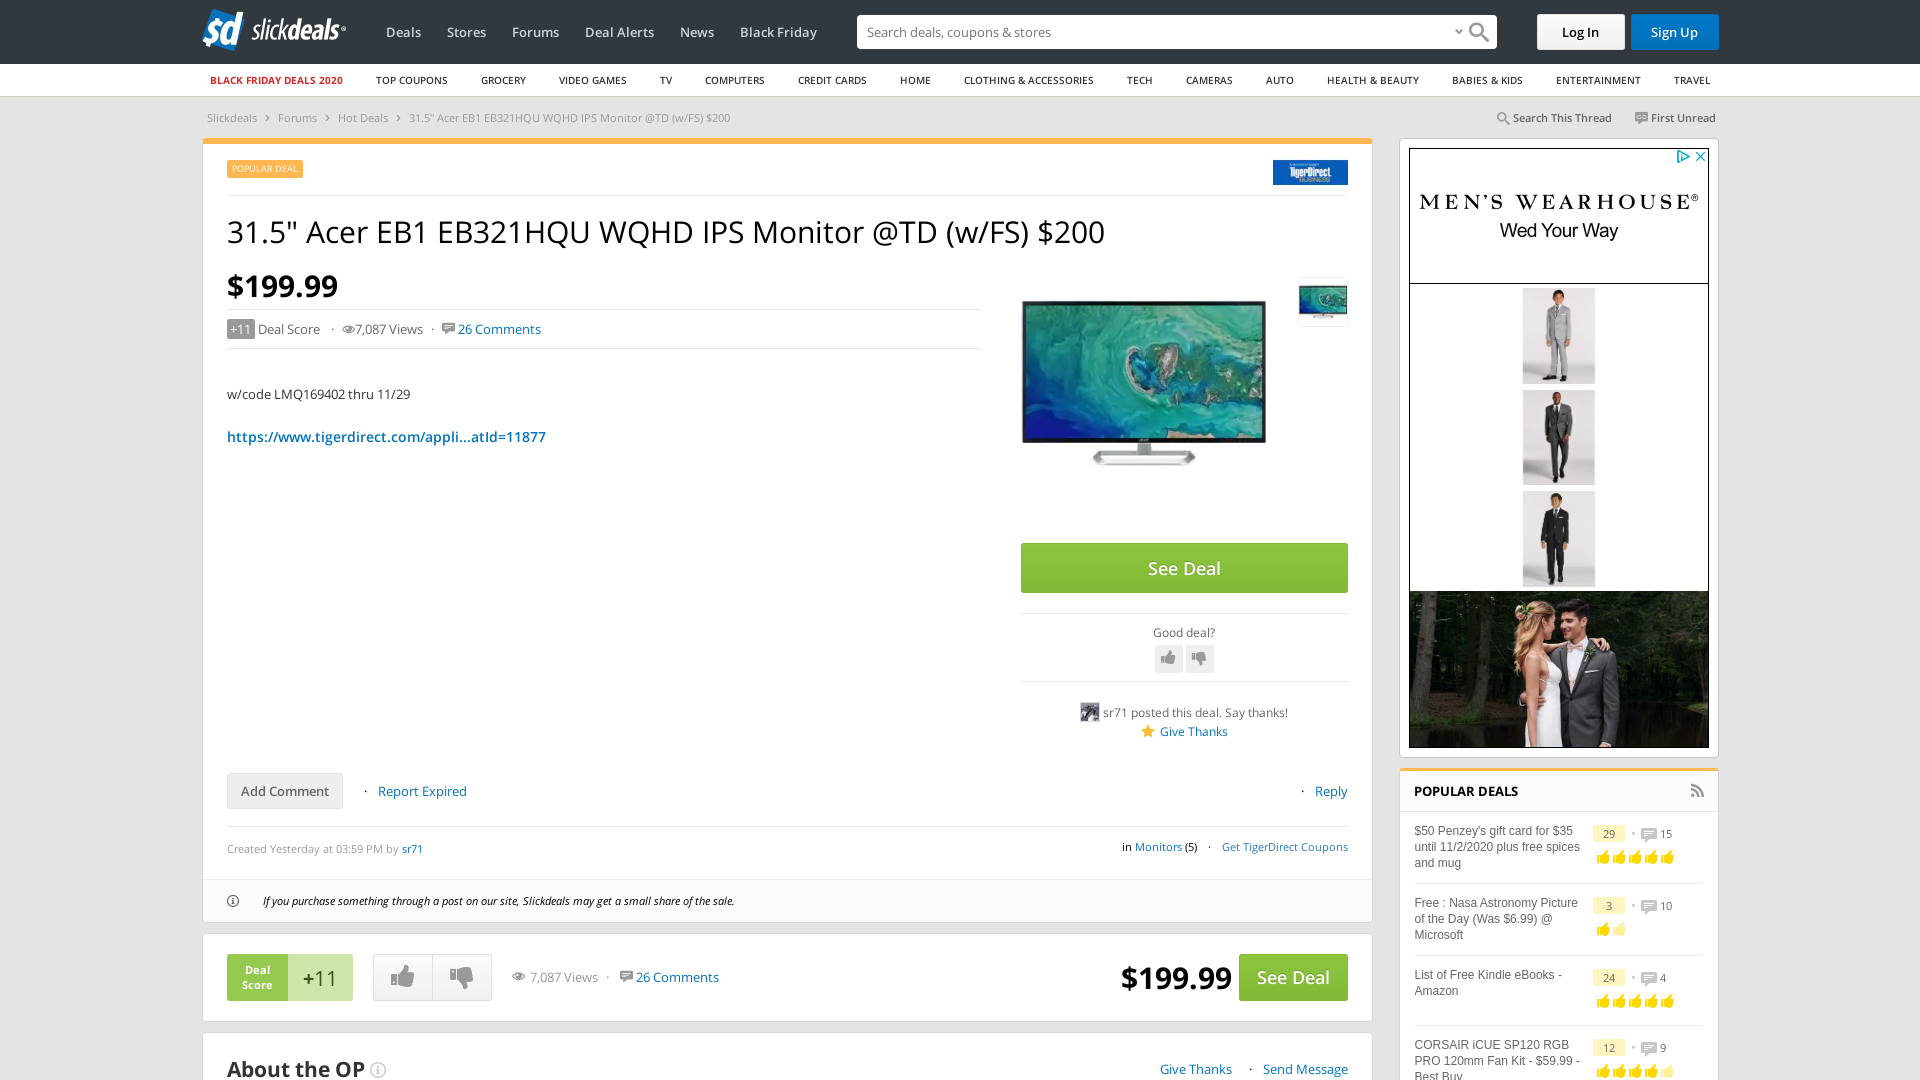 sd slickdeals
Deals Stores Forums Deal Alerts News Black Friday
Search deals, coupons & stores
Log In Sign Up
BLACK FRIDAY DEALS 2020 TOP COUPONS GROCERY VIDEO GAMES TV COMPUTERS CREDIT CARDS HOME CLOTHING & ACCESSORIES TECH CAMERAS AUTO HEALTH & BEAUTY BABIES & KIDS ENTERTAINMENT TRAVEL
Slickdeals > Forums > Hot Deals > 31.5" Acer EB1 EB321HQU WQHD IPS Monitor @TD (w/FS) $200
Search This Thread First Unread
POPULAR DEAL
TigerDirect
BUSINESS
31.5" Acer EB1 EB321HQU WQHD IPS Monitor @TD (w/FS) $200
$199.99
+11 Deal Score · 7,087 Views · 26 Comments
w/code LMQ169402 thru 11/29
https://www.tigerdirect.com/appli...atId=11877
See Deal
Good deal?
sr71 posted this deal. Say thanks!
Give Thanks
Add Comment · Report Expired · Reply
Created Yesterday at 03:59 PM by sr71
in Monitors (5) · Get TigerDirect Coupons
If you purchase something through a post on our site, Slickdeals may get a small share of the sale.
Deal
Score
+11
7,087 Views · 26 Comments
$199.99 See Deal
About the OP
Give Thanks · Send Message
MEN'S WEARHOUSE®
Wed Your Way
POPULAR DEALS
$50 Penzey's gift card for $35
until 11/2/2020 plus free spices
and mug
29 • 15
Free : Nasa Astronomy Picture
of the Day (Was $6.99) @
Microsoft
3 • 10
List of Free Kindle eBooks -
Amazon
24 • 4
CORSAIR iCUE SP120 RGB
PRO 120mm Fan Kit - $59.99 -
Best Buy
12 • 9